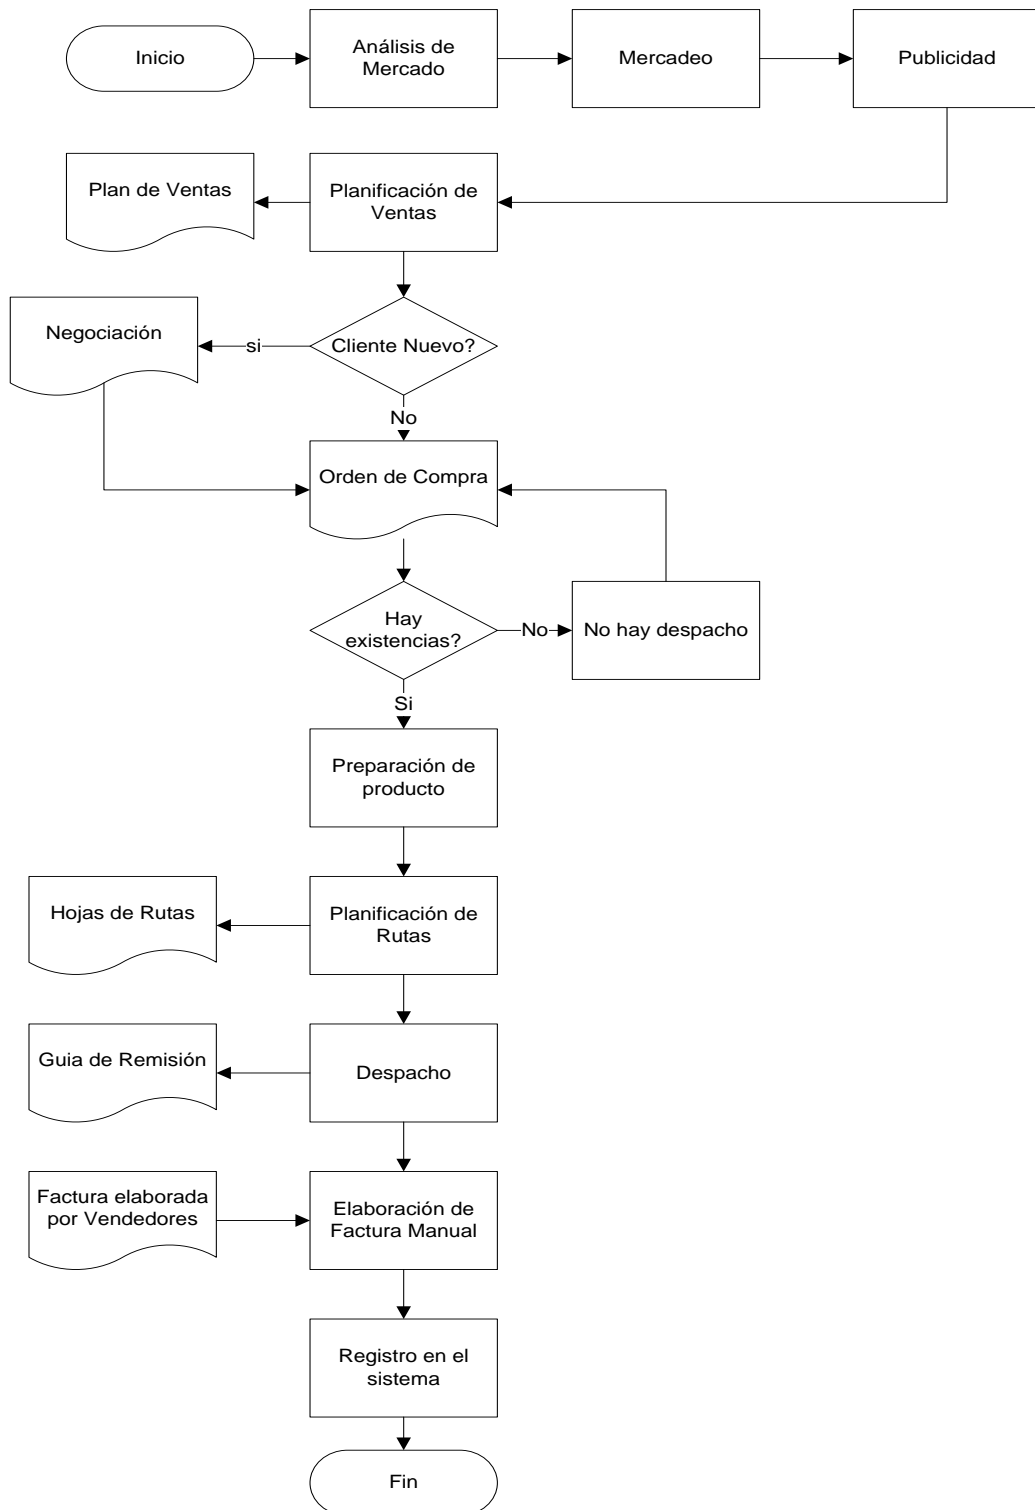 Inicio
Análisis de
Mercado
Mercadeo
Publicidad
Plan de Ventas
Planificación de
Ventas
Negociación
si
Cliente Nuevo?
No
Orden de Compra
Hay
existencias?
No
No hay despacho
Si
Preparación de
producto
Hojas de Rutas
Planificación de
Rutas
Guia de Remisión
Despacho
Factura elaborada
por Vendedores
Elaboración de
Factura Manual
Registro en el
sistema
Fin